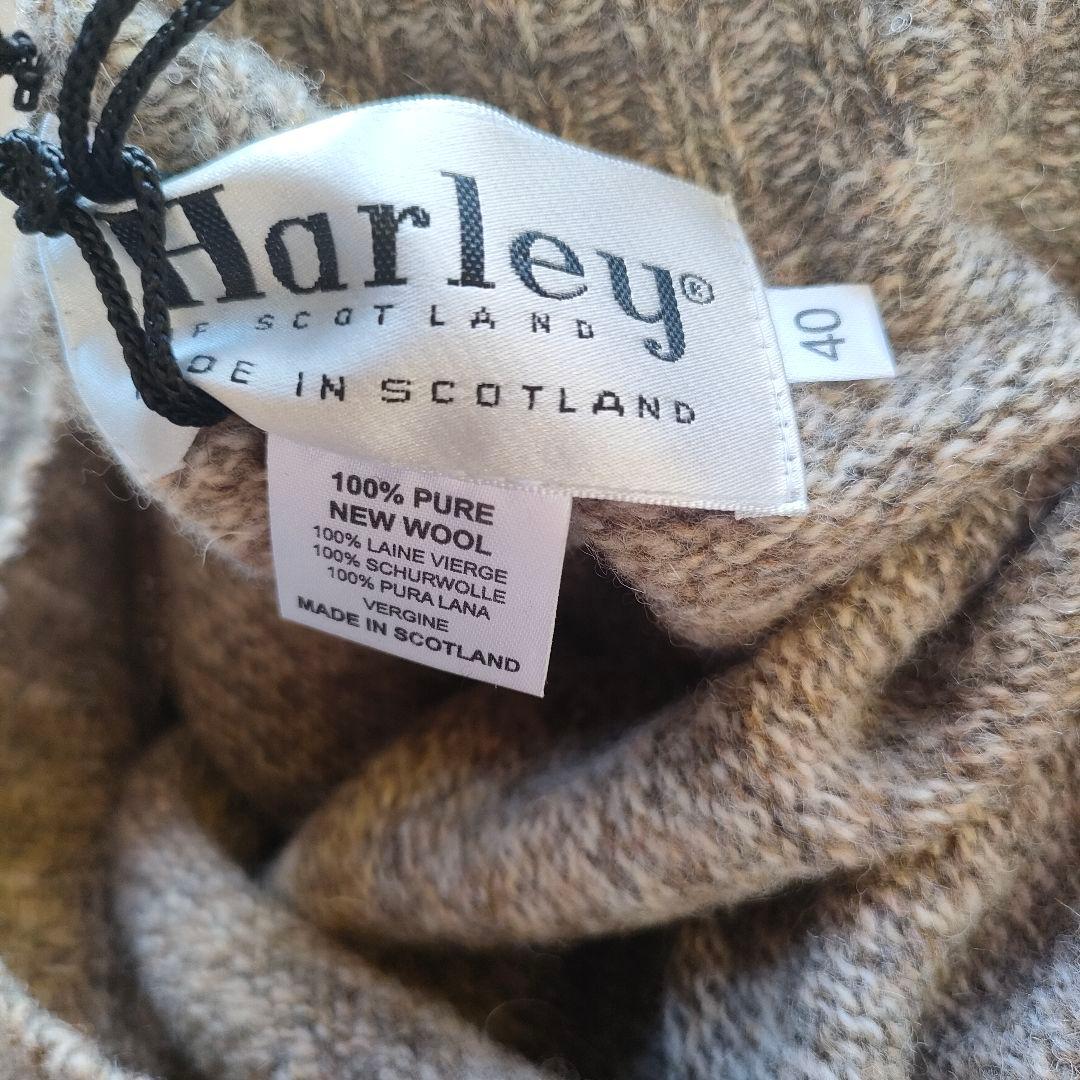 Harley®
F SCOTLAND
DE IN SCOTLAND
40
100% PURE
NEW WOOL
100% LAINE VIERGE
100% SCHURWOLLE
100% PURA LANA
VERGINE
MADE IN SCOTLAND